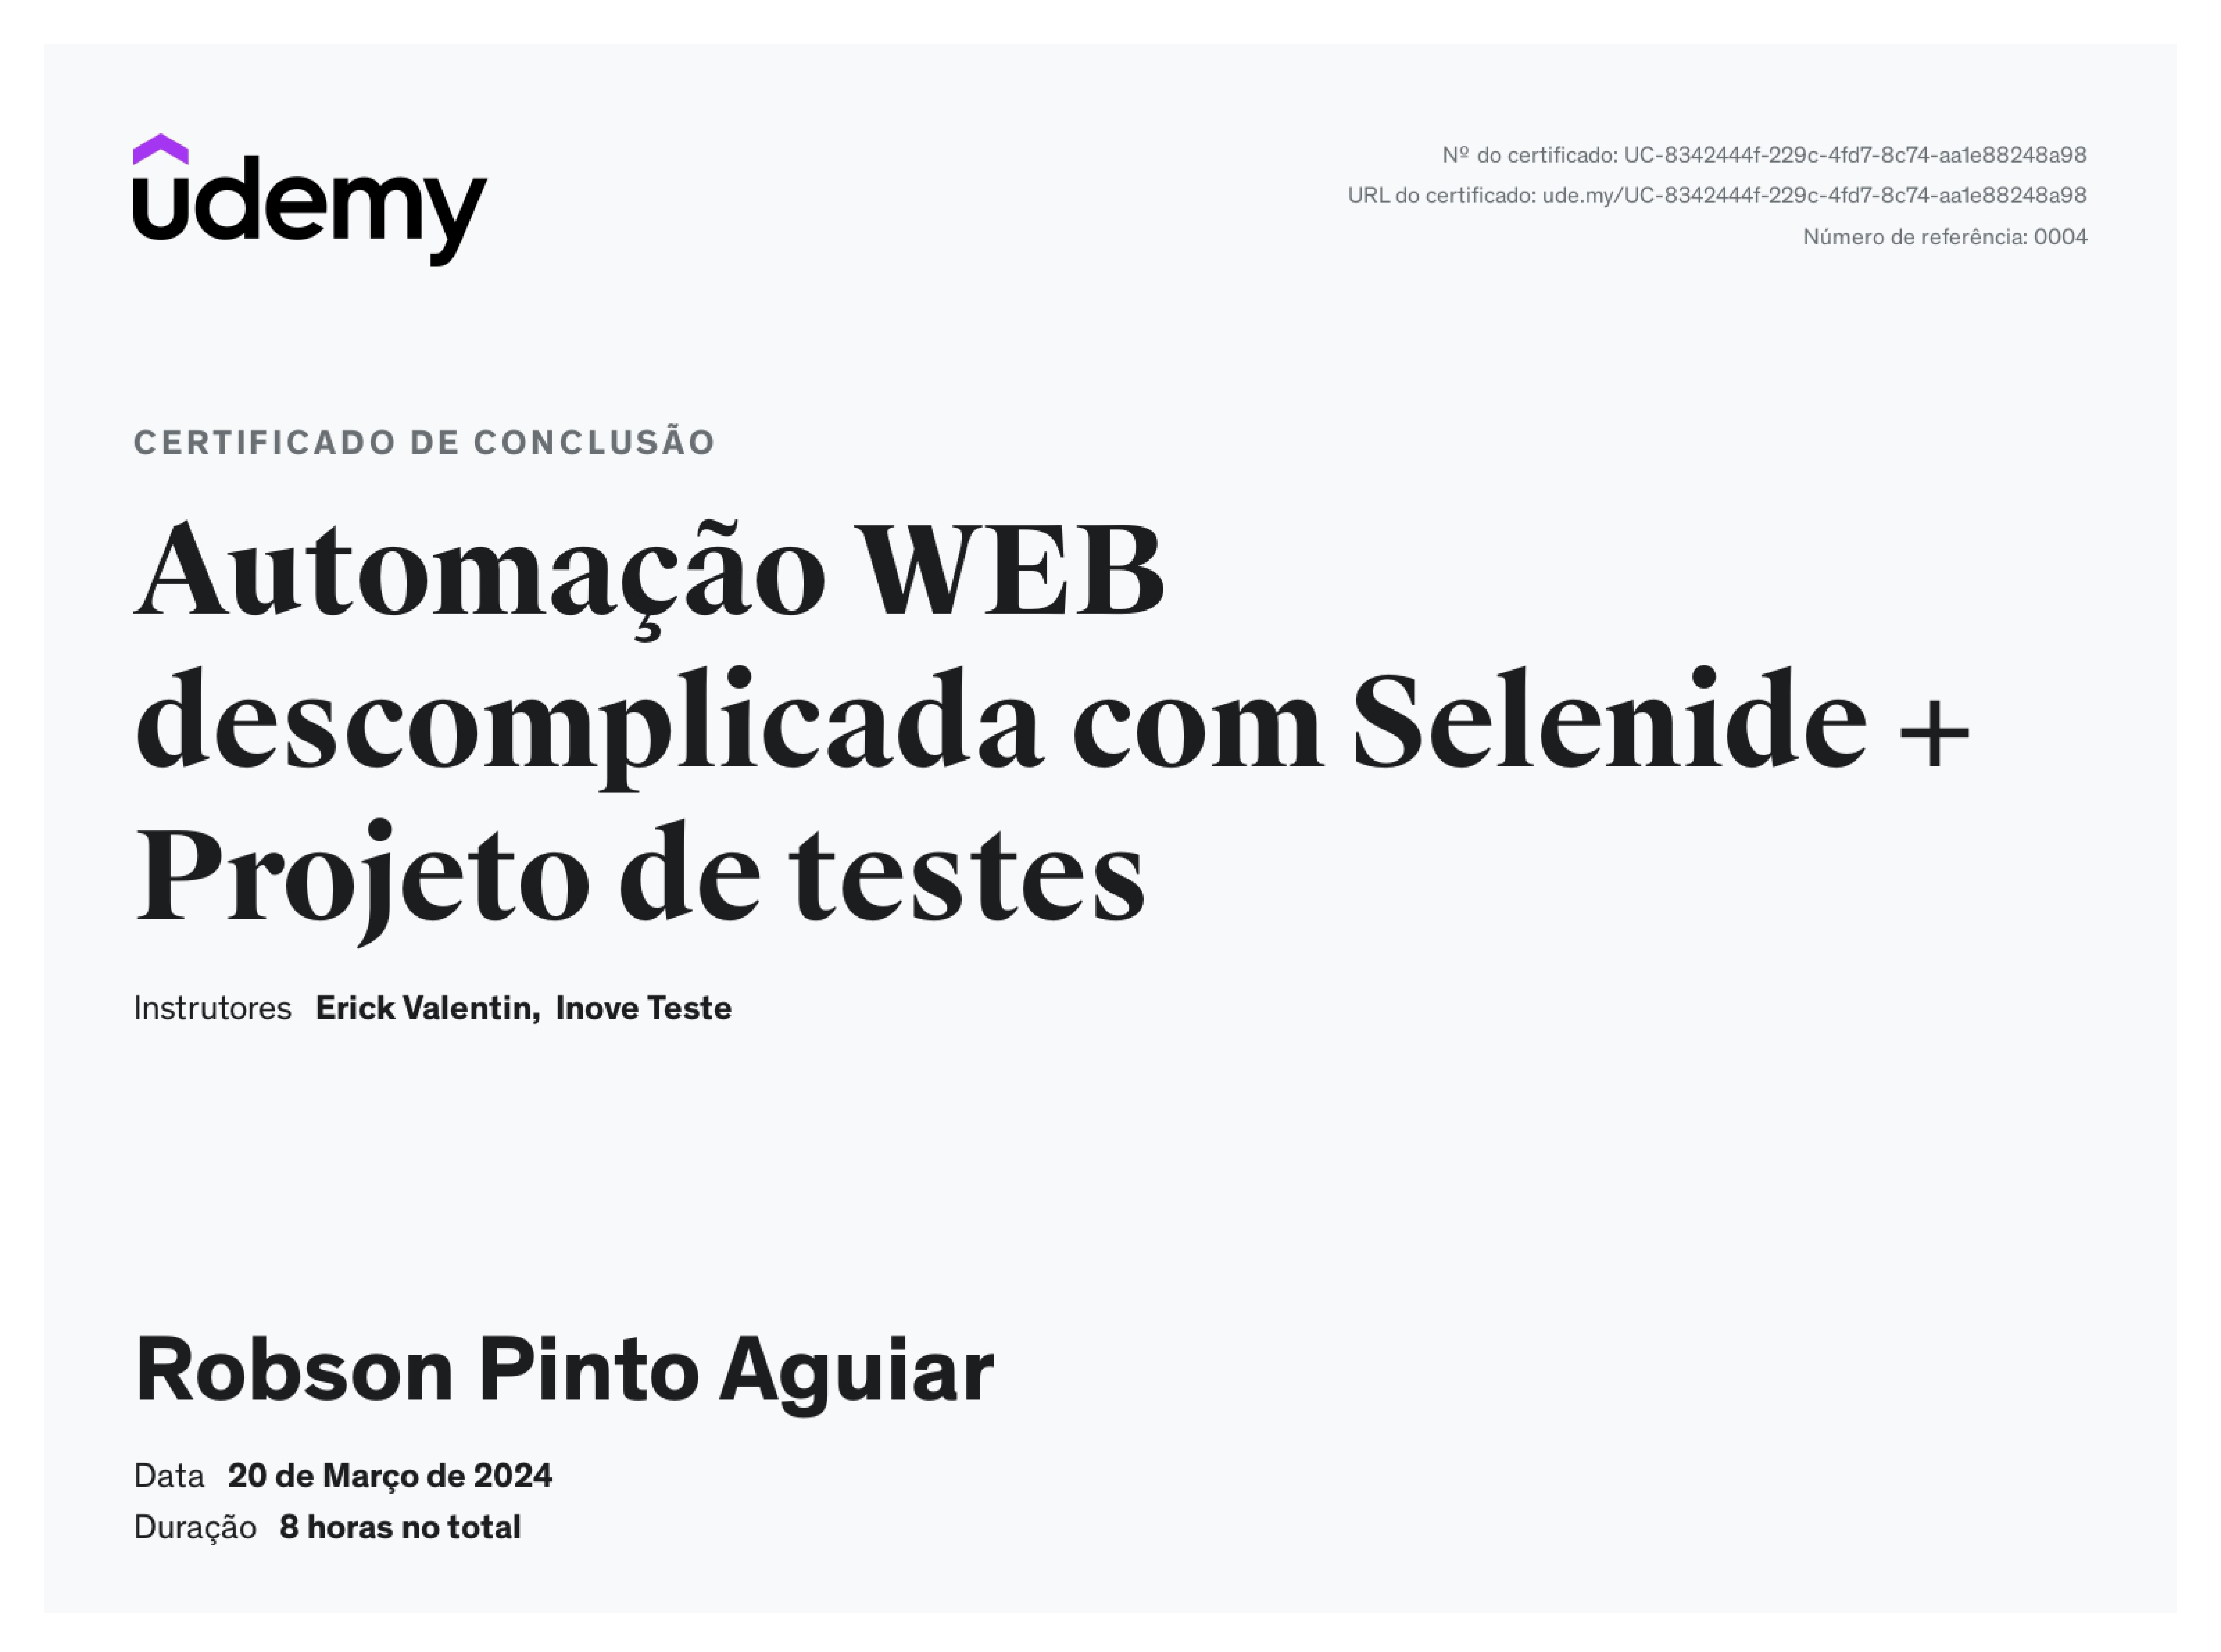 udemy
Nº do certificado: UC-8342444f-229c-4fd7-8c74-aa1e88248a98
URL do certificado: ude.my/UC-8342444f-229c-4fd7-8c74-aa1e88248a98
Número de referência: 0004
CERTIFICADO DE CONCLUSÃO
Automação WEB
descomplicada com Selenide +
Projeto de testes
Instrutores Erick Valentin, Inove Teste
Robson Pinto Aguiar
Data 20 de Março de 2024
Duração 8 horas no total